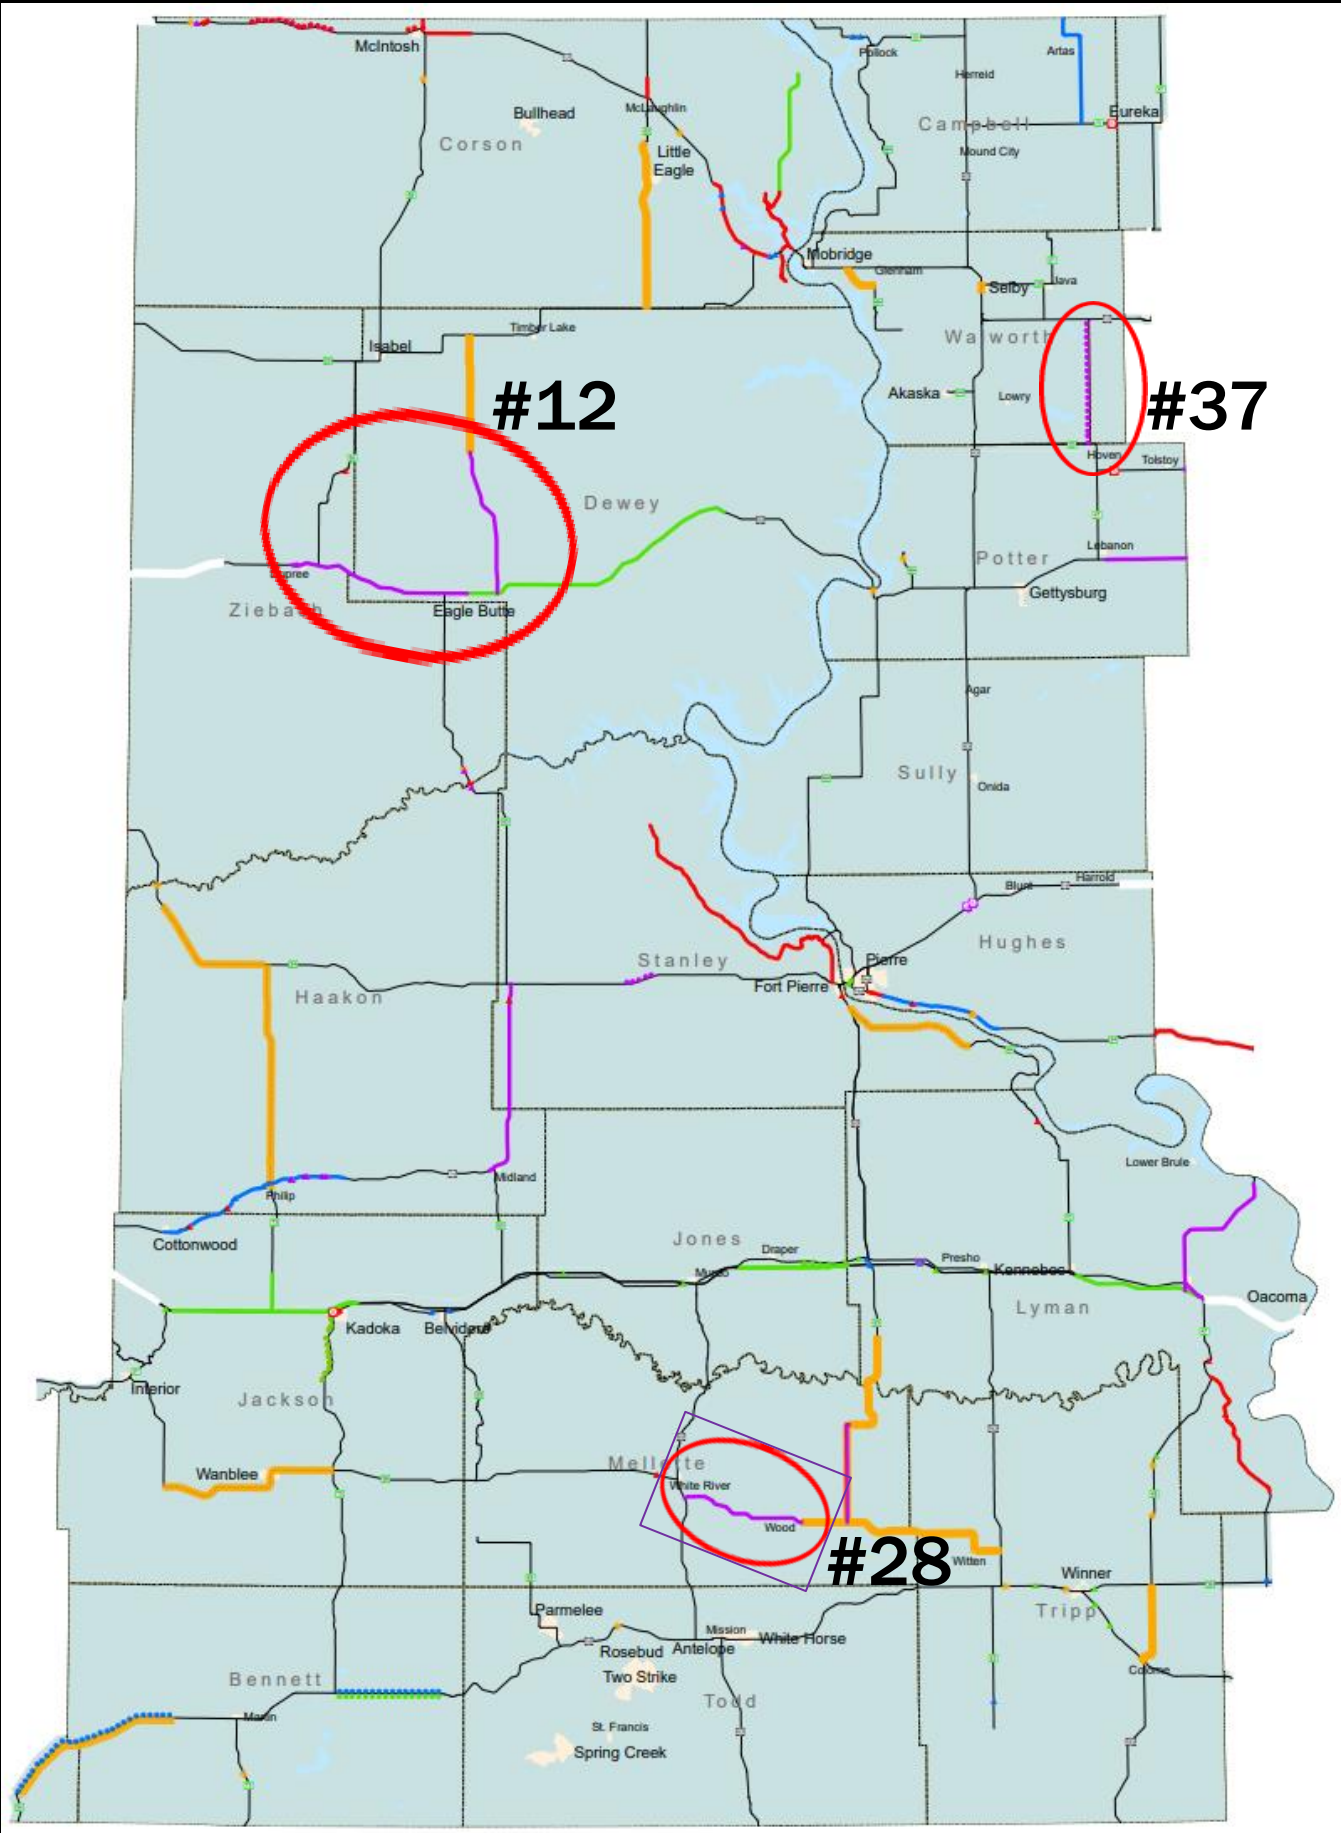 McIntosh
Pollock
Artas
Herreid
Bullhead
McLaughlin
Eureka
Campbell
Corson
Little
Eagle
Mound City
Mobridge
Glenham
Selby
Java
Timber Lake
Isabel
Walworth
#12
Akaska
Lowry
#37
Hoven
Tolstoy
Dewey
Lebanon
Potter
Dupree
Gettysburg
Ziebach
Eagle Butte
Agar
Sully
Onida
Blunt
Harrold
Hughes
Stanley
Pierre
Fort Pierre
Haakon
Lower Brule
Midland
Philip
Cottonwood
Jones
Draper
Presho
Murdo
Kennebec
Oacoma
Lyman
Kadoka
Belvidere
Interior
Jackson
Mellette
Wanblee
White River
Wood
#28
Witten
Winner
Parmelee
Tripp
Mission
White Horse
Rosebud
Antelope
Colome
Two Strike
Bennett
Todd
Martin
St. Francis
Spring Creek